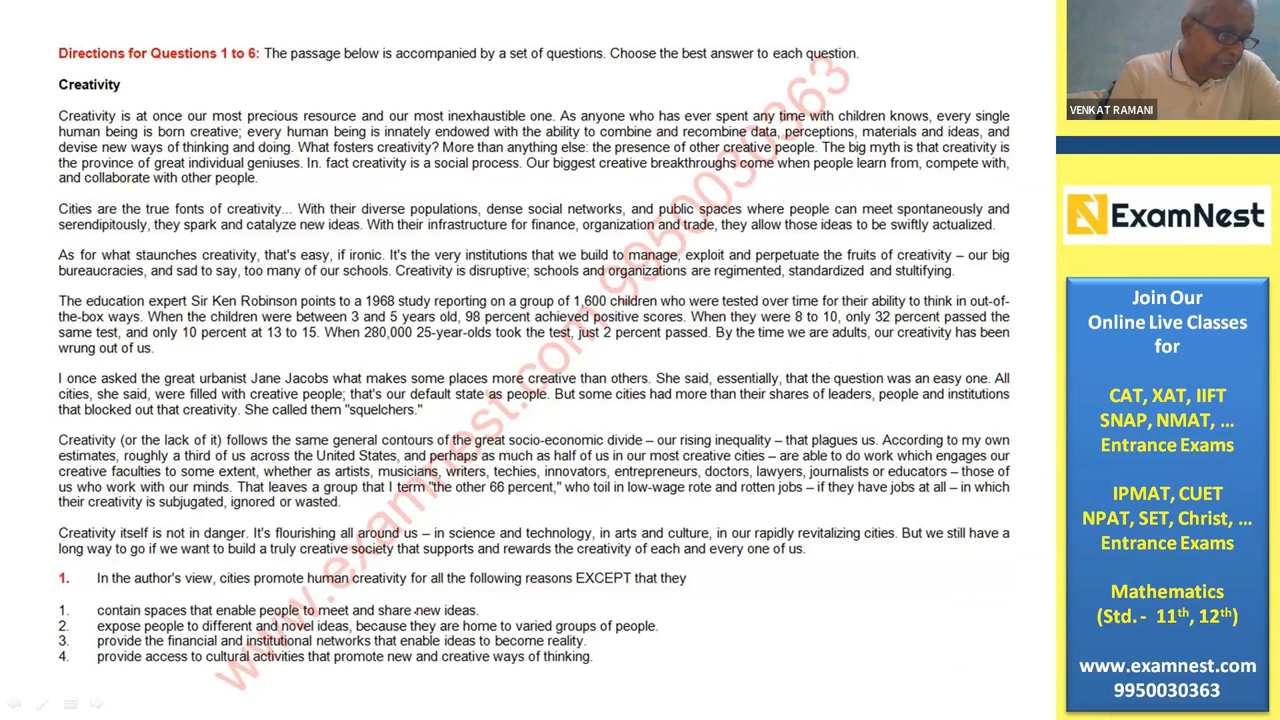 Directions for Questions 1 to 6: The passage below is accompanied by a set of questions. Choose the best answer to each question.
Creativity
Creativity is at once our most precious resource and our most inexhaustible one. As anyone who has ever spent any time with children knows, every single
human being is born creative; every human being is innately endowed with the ability to combine and recombine data, perceptions, materials and ideas, and
devise new ways of thinking and doing. What fosters creativity? More than anything else: the presence of other creative people. The big myth is that creativity is
the province of great individual geniuses. In. fact creativity is a social process. Our biggest creative breakthroughs come when people learn from, compete with,
and collaborate with other people.
Cities are the true fonts of creativity... With their diverse populations, dense social networks, and public spaces where people can meet spontaneously and
serendipitously, they spark and catalyze new ideas. With their infrastructure for finance, organization and trade, they allow those ideas to be swiftly actualized.
As for what staunches creativity, that's easy, if ironic. It's the very institutions that we build to manage, exploit and perpetuate the fruits of creativity – our big
bureaucracies, and sad to say, too many of our schools. Creativity is disruptive; schools and organizations are regimented, standardized and stultifying.
The education expert Sir Ken Robinson points to a 1968 study reporting on a group of 1,600 children who were tested over time for their ability to think in out-of-
the-box ways. When the children were between 3 and 5 years old, 98 percent achieved positive scores. When they were 8 to 10, only 32 percent passed the
same test, and only 10 percent at 13 to 15. When 280,000 25-year-olds took the test, just 2 percent passed. By the time we are adults, our creativity has been
wrung out of us.
I once asked the great urbanist Jane Jacobs what makes some places more creative than others. She said, essentially, that the question was an easy one. All
cities, she said, were filled with creative people; that's our default state as people. But some cities had more than their shares of leaders, people and institutions
that blocked out that creativity. She called them "squelchers."
Creativity (or the lack of it) follows the same general contours of the great socio-economic divide – our rising inequality – that plagues us. According to my own
estimates, roughly a third of us across the United States, and perhaps as much as half of us in our most creative cities – are able to do work which engages our
creative faculties to some extent, whether as artists, musicians, writers, techies, innovators, entrepreneurs, doctors, lawyers, journalists or educators – those of
us who work with our minds. That leaves a group that I term "the other 66 percent," who toil in low-wage rote and rotten jobs – if they have jobs at all – in which
their creativity is subjugated, ignored or wasted.
Creativity itself is not in danger. It's flourishing all around us – in science and technology, in arts and culture, in our rapidly revitalizing cities. But we still have a
long way to go if we want to build a truly creative society that supports and rewards the creativity of each and every one of us.
1. In the author's view, cities promote human creativity for all the following reasons EXCEPT that they
1. contain spaces that enable people to meet and share new ideas.
2. expose people to different and novel ideas, because they are home to varied groups of people.
3. provide the financial and institutional networks that enable ideas to become reality.
4. provide access to cultural activities that promote new and creative ways of thinking.
www.examnest.com 9950030363
VENKAT RAMANI
ExamNest
Join Our
Online Live Classes
for
CAT, XAT, IIFT
SNAP, NMAT, ...
Entrance Exams
IPMAT, CUET
NPAT, SET, Christ, ...
Entrance Exams
Mathematics
(Std. - 11th, 12th)
www.examnest.com
9950030363